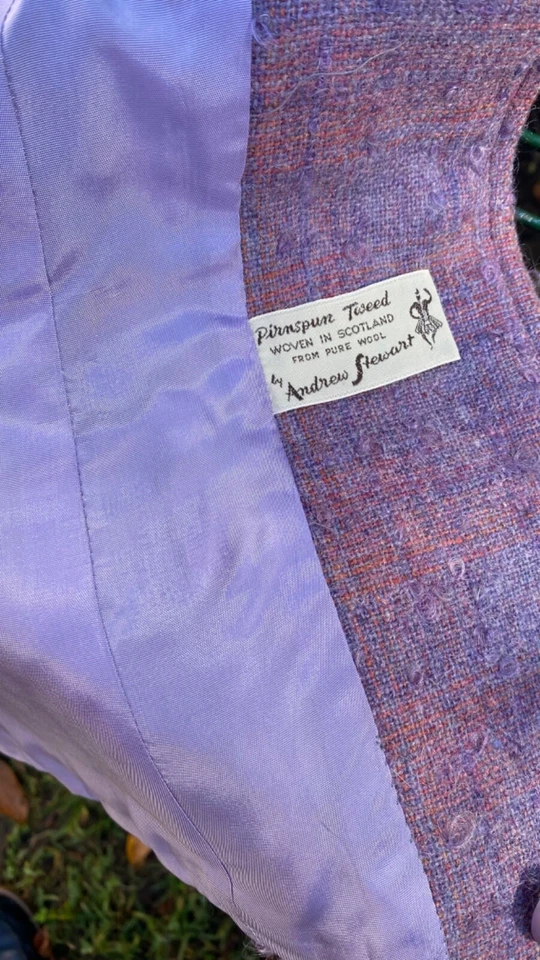 Pirnspun Tweed
WOVEN IN SCOTLAND
FROM PURE WOOL
by Andrew Stewart